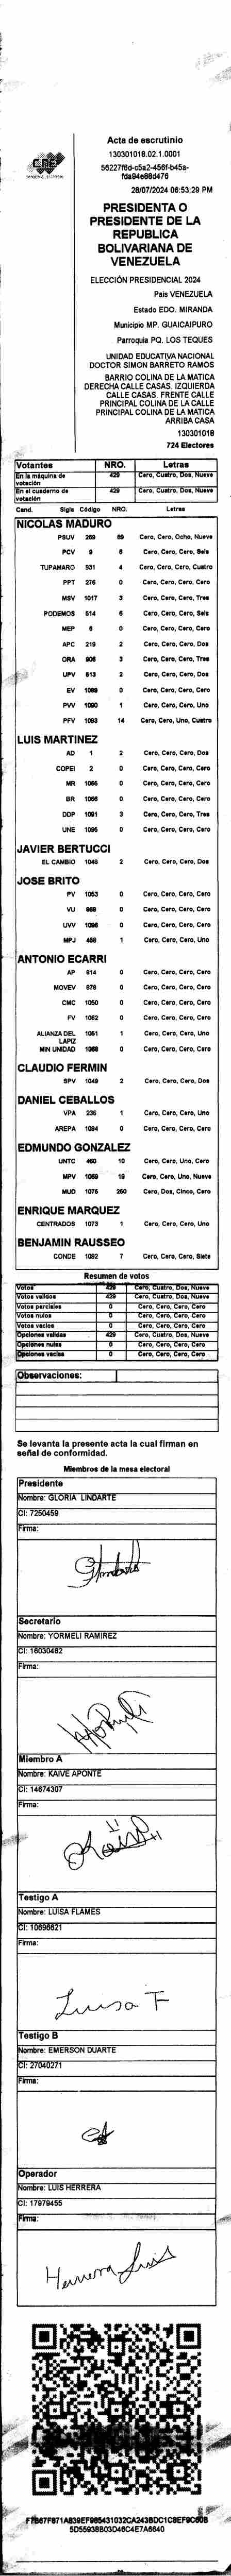 CNE
Acta de escrutinio
130301018.02.1.0001
28/07/2024 06:53:29 PM
PRESIDENTA O
PRESIDENTE DE LA
REPUBLICA
BOLIVARIANA DE
VENEZUELA
ELECCIÓN PRESIDENCIAL 2024
País VENEZUELA
Estado EDO. MIRANDA
Municipio MP. GUAICAIPURO
Parroquia PQ. LOS TEQUES
UNIDAD EDUCATIVA NACIONAL
DOCTOR SIMON BARRETO RAMOS
BARRIO COLINA DE LA MATICA
DERECHA CALLE CASAS. IZQUIERDA
CALLE CASAS. FRENTE CALLE
PRINCIPAL COLINA DE LA CALLE
PRINCIPAL COLINA DE LA MATICA
ARRIBA CASA
130301018
724 Electores
Votantes NRO. Letras
En la máquina de votación 429 Cero, Cuatro, Dos, Nueve
En el cuaderno de votación 429 Cero, Cuatro, Dos, Nueve
Cand. Sigla Código NRO. Letras
NICOLAS MADURO
PSUV 269 89 Cero, Cero, Ocho, Nueve
PCV 9 6 Cero, Cero, Cero, Seis
TUPAMARO 931 4 Cero, Cero, Cero, Cuatro
PPT 276 0 Cero, Cero, Cero, Cero
MSV 1017 3 Cero, Cero, Cero, Tres
PODEMOS 514 6 Cero, Cero, Cero, Seis
MEP 6 0 Cero, Cero, Cero, Cero
APC 219 2 Cero, Cero, Cero, Dos
ORA 906 3 Cero, Cero, Cero, Tres
UPV 613 2 Cero, Cero, Cero, Dos
EV 1089 0 Cero, Cero, Cero, Cero
PVV 1090 1 Cero, Cero, Cero, Uno
PFV 1093 14 Cero, Cero, Uno, Cuatro
LUIS MARTINEZ
AD 1 2 Cero, Cero, Cero, Dos
COPEI 2 0 Cero, Cero, Cero, Cero
MR 1065 0 Cero, Cero, Cero, Cero
BR 1066 0 Cero, Cero, Cero, Cero
DDP 1091 3 Cero, Cero, Cero, Tres
UNE 1095 0 Cero, Cero, Cero, Cero
JAVIER BERTUCCI
EL CAMBIO 1048 2 Cero, Cero, Cero, Dos
JOSE BRITO
PV 1053 0 Cero, Cero, Cero, Cero
VU 968 0 Cero, Cero, Cero, Cero
UVV 1096 0 Cero, Cero, Cero, Cero
MPJ 458 1 Cero, Cero, Cero, Uno
ANTONIO ECARRI
AP 914 0 Cero, Cero, Cero, Cero
MOVEV 978 0 Cero, Cero, Cero, Cero
CMC 1050 0 Cero, Cero, Cero, Cero
FV 1062 0 Cero, Cero, Cero, Cero
ALIANZA DEL LAPIZ 1061 1 Cero, Cero, Cero, Uno
MIN UNIDAD 1068 0 Cero, Cero, Cero, Cero
CLAUDIO FERMIN
SPV 1049 2 Cero, Cero, Cero, Dos
DANIEL CEBALLOS
VPA 236 1 Cero, Cero, Cero, Uno
AREPA 1094 0 Cero, Cero, Cero, Cero
EDMUNDO GONZALEZ
UNTC 460 10 Cero, Cero, Uno, Cero
MPV 1069 19 Cero, Cero, Uno, Nueve
MUD 1075 250 Cero, Dos, Cinco, Cero
ENRIQUE MARQUEZ
CENTRADOS 1073 1 Cero, Cero, Cero, Uno
BENJAMIN RAUSSEO
CONDE 1092 7 Cero, Cero, Cero, Siete
Resumen de votos
Votos 429 Cero, Cuatro, Dos, Nueve
Votos validos 429 Cero, Cuatro, Dos, Nueve
Votos parciales 0 Cero, Cero, Cero, Cero
Votos nulos 0 Cero, Cero, Cero, Cero
Votos vacios 0 Cero, Cero, Cero, Cero
Opciones validas 429 Cero, Cuatro, Dos, Nueve
Opciones nulas 0 Cero, Cero, Cero, Cero
Opciones vacias 0 Cero, Cero, Cero, Cero
Observaciones:
Se levanta la presente acta la cual firman en
señal de conformidad.
Miembros de la mesa electoral
Presidente
Nombre: GLORIA LINDARTE
CI: 7250459
Firma:
Secretario
Nombre: YORMELI RAMIREZ
CI: 16030482
Firma:
Miembro A
Nombre: KAIVE APONTE
CI: 14674307
Firma:
Testigo A
Nombre: LUISA FLAMES
CI: 10696621
Firma:
Luisa F
Testigo B
Nombre: EMERSON DUARTE
CI: 27040271
Firma:
Operador
Nombre: LUIS HERRERA
CI: 17979455
Firma:
Herrera Luis